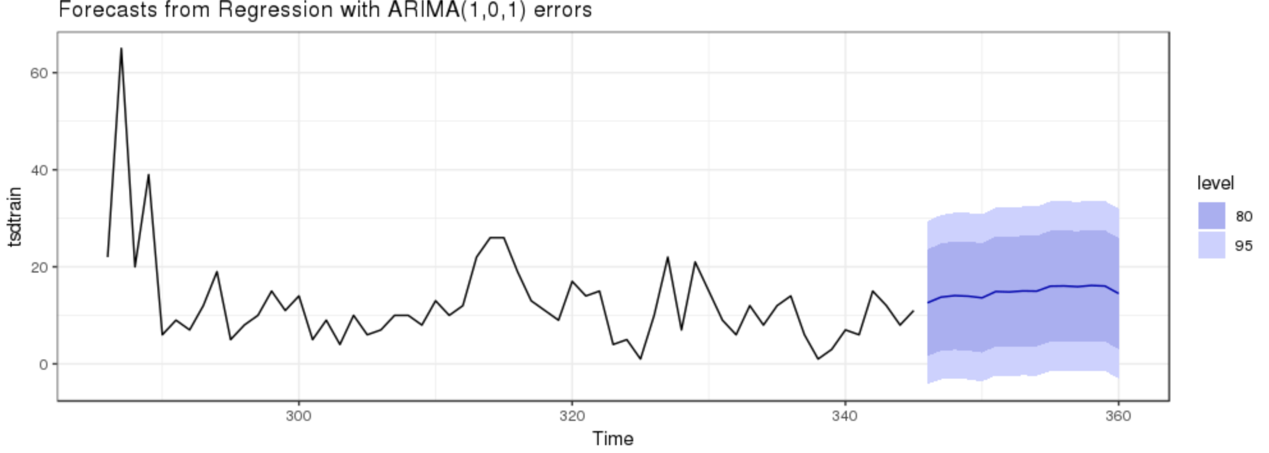 Forecasts from Regression with ARIMA(1,0,1) errors
60
40
20
0
tsdtrain
300 320 340 360
Time
level
80
95